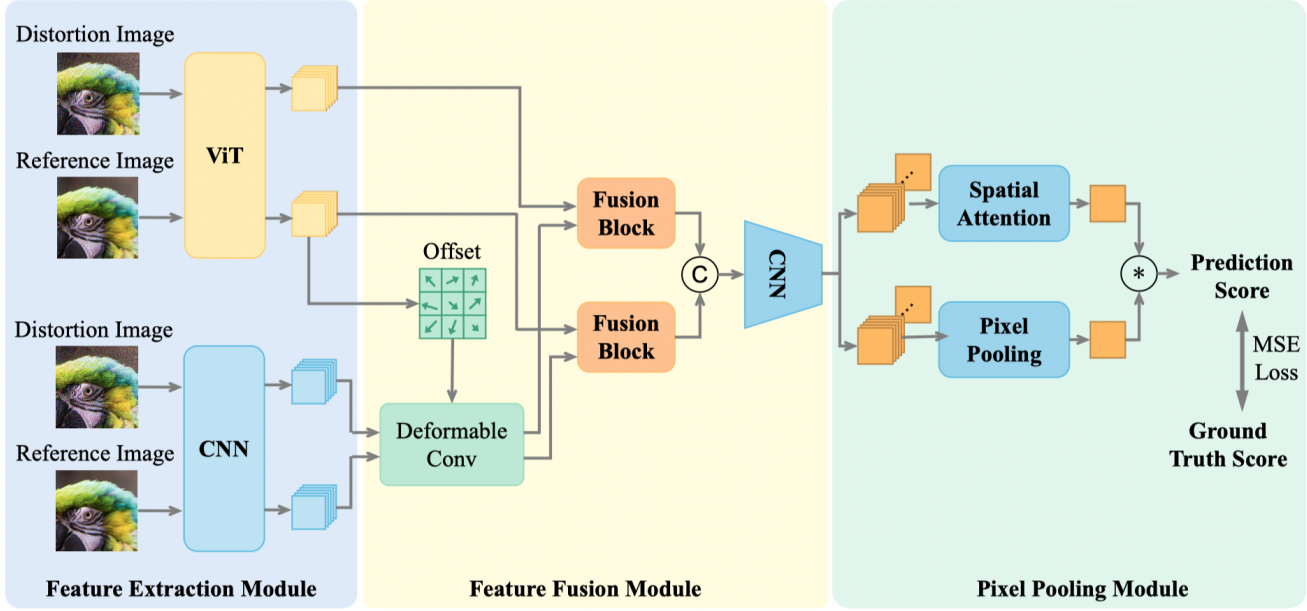 Distortion Image
ViT
Reference Image
Distortion Image
CNN
Reference Image
Feature Extraction Module
Offset
Deformable
Conv
Fusion
Block
Fusion
Block
C
CNN
Feature Fusion Module
Spatial
Attention
Pixel
Pooling
*
Prediction
Score
MSE
Loss
Ground
Truth Score
Pixel Pooling Module